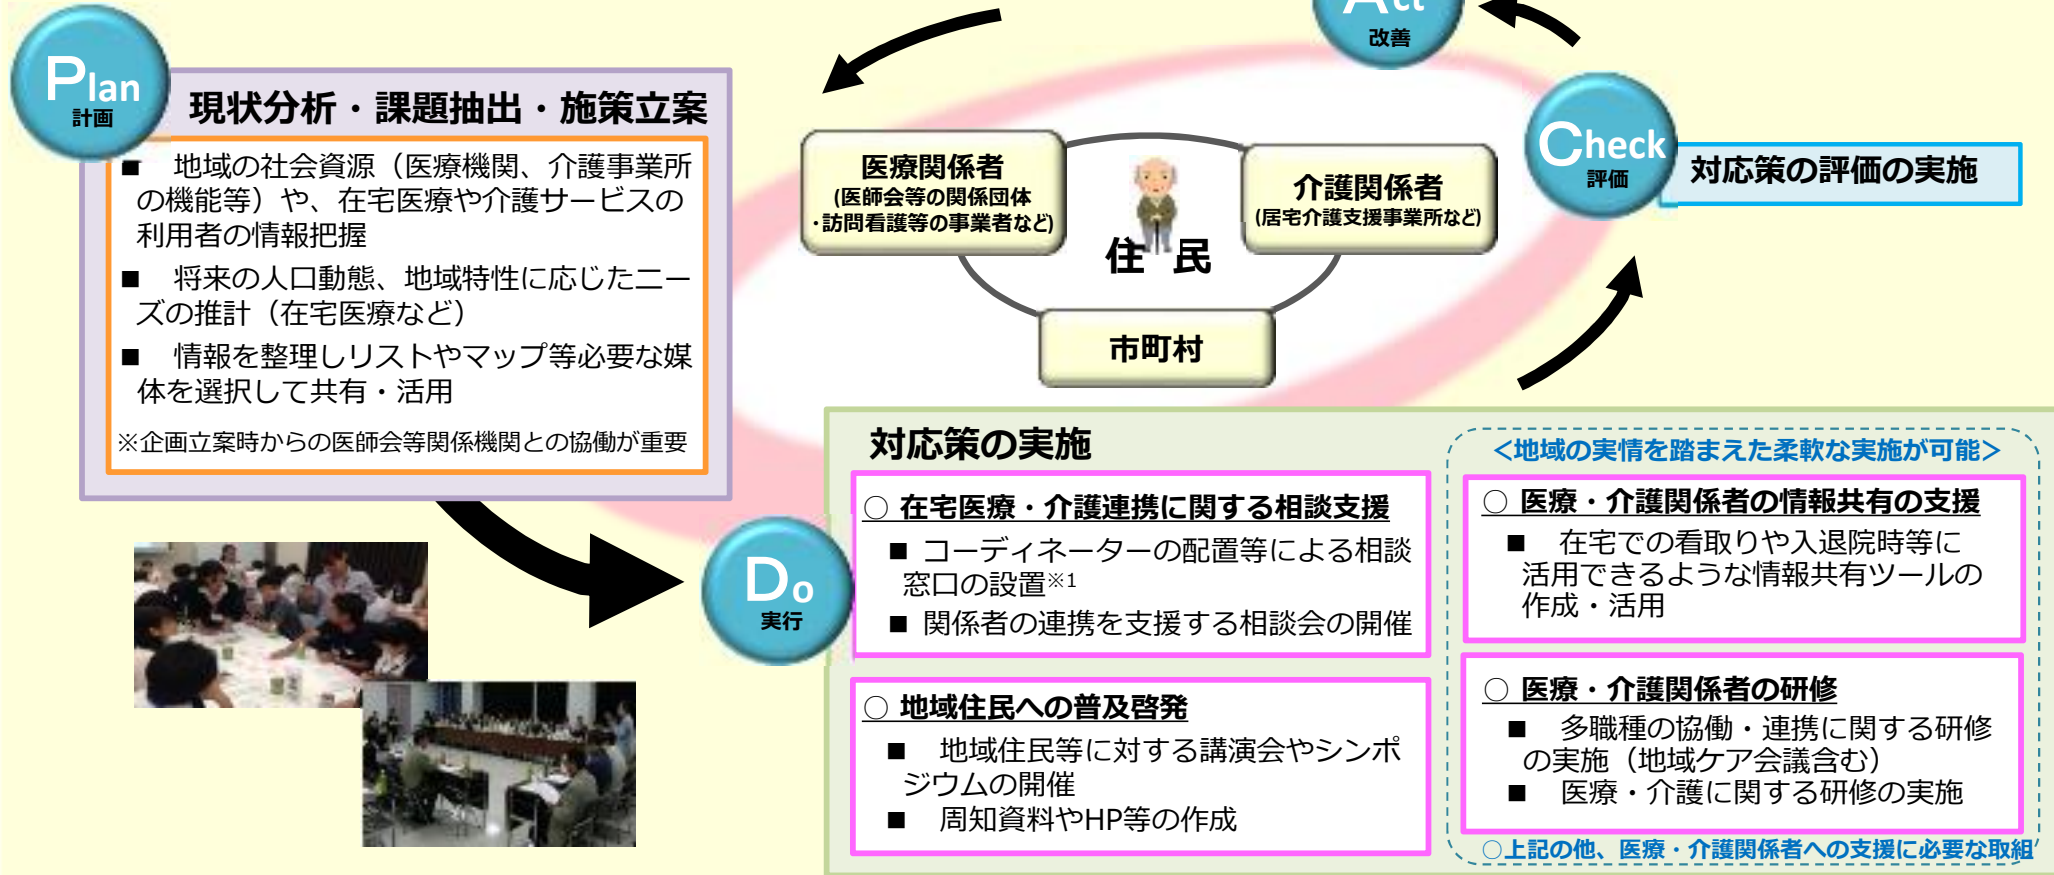 Plan
計画
現状分析・課題抽出・施策立案
■ 地域の社会資源（医療機関、介護事業所
の機能等）や、在宅医療や介護サービスの
利用者の情報把握
■ 将来の人口動態、地域特性に応じたニー
ズの推計（在宅医療など）
■ 情報を整理しリストやマップ等必要な媒
体を選択して共有・活用
※企画立案時からの医師会等関係機関との協働が重要
Act
改善
Check
評価
対応策の評価の実施
医療関係者
(医師会等の関係団体
・訪問看護等の事業者など)
介護関係者
(居宅介護支援事業所など)
住 民
市町村
Do
実行
対応策の実施
○ 在宅医療・介護連携に関する相談支援
■ コーディネーターの配置等による相談
窓口の設置※1
■ 関係者の連携を支援する相談会の開催
○ 地域住民への普及啓発
■ 地域住民等に対する講演会やシンポ
ジウムの開催
■ 周知資料やHP等の作成
＜地域の実情を踏まえた柔軟な実施が可能＞
○ 医療・介護関係者の情報共有の支援
■ 在宅での看取りや入退院時等に
活用できるような情報共有ツールの
作成・活用
○ 医療・介護関係者の研修
■ 多職種の協働・連携に関する研修
の実施（地域ケア会議含む）
■ 医療・介護に関する研修の実施
○上記の他、医療・介護関係者への支援に必要な取組